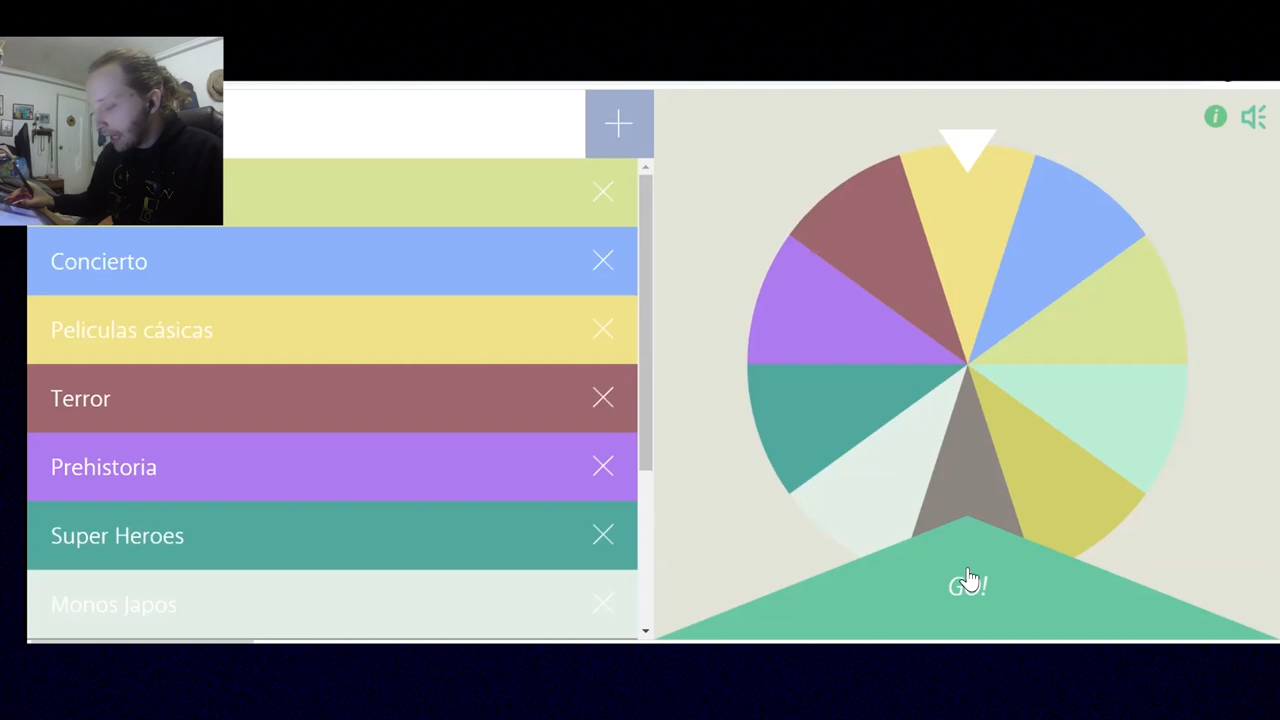 Concierto
Peliculas cásicas
Terror
Prehistoria
Super Heroes
Monos Japos
GO!